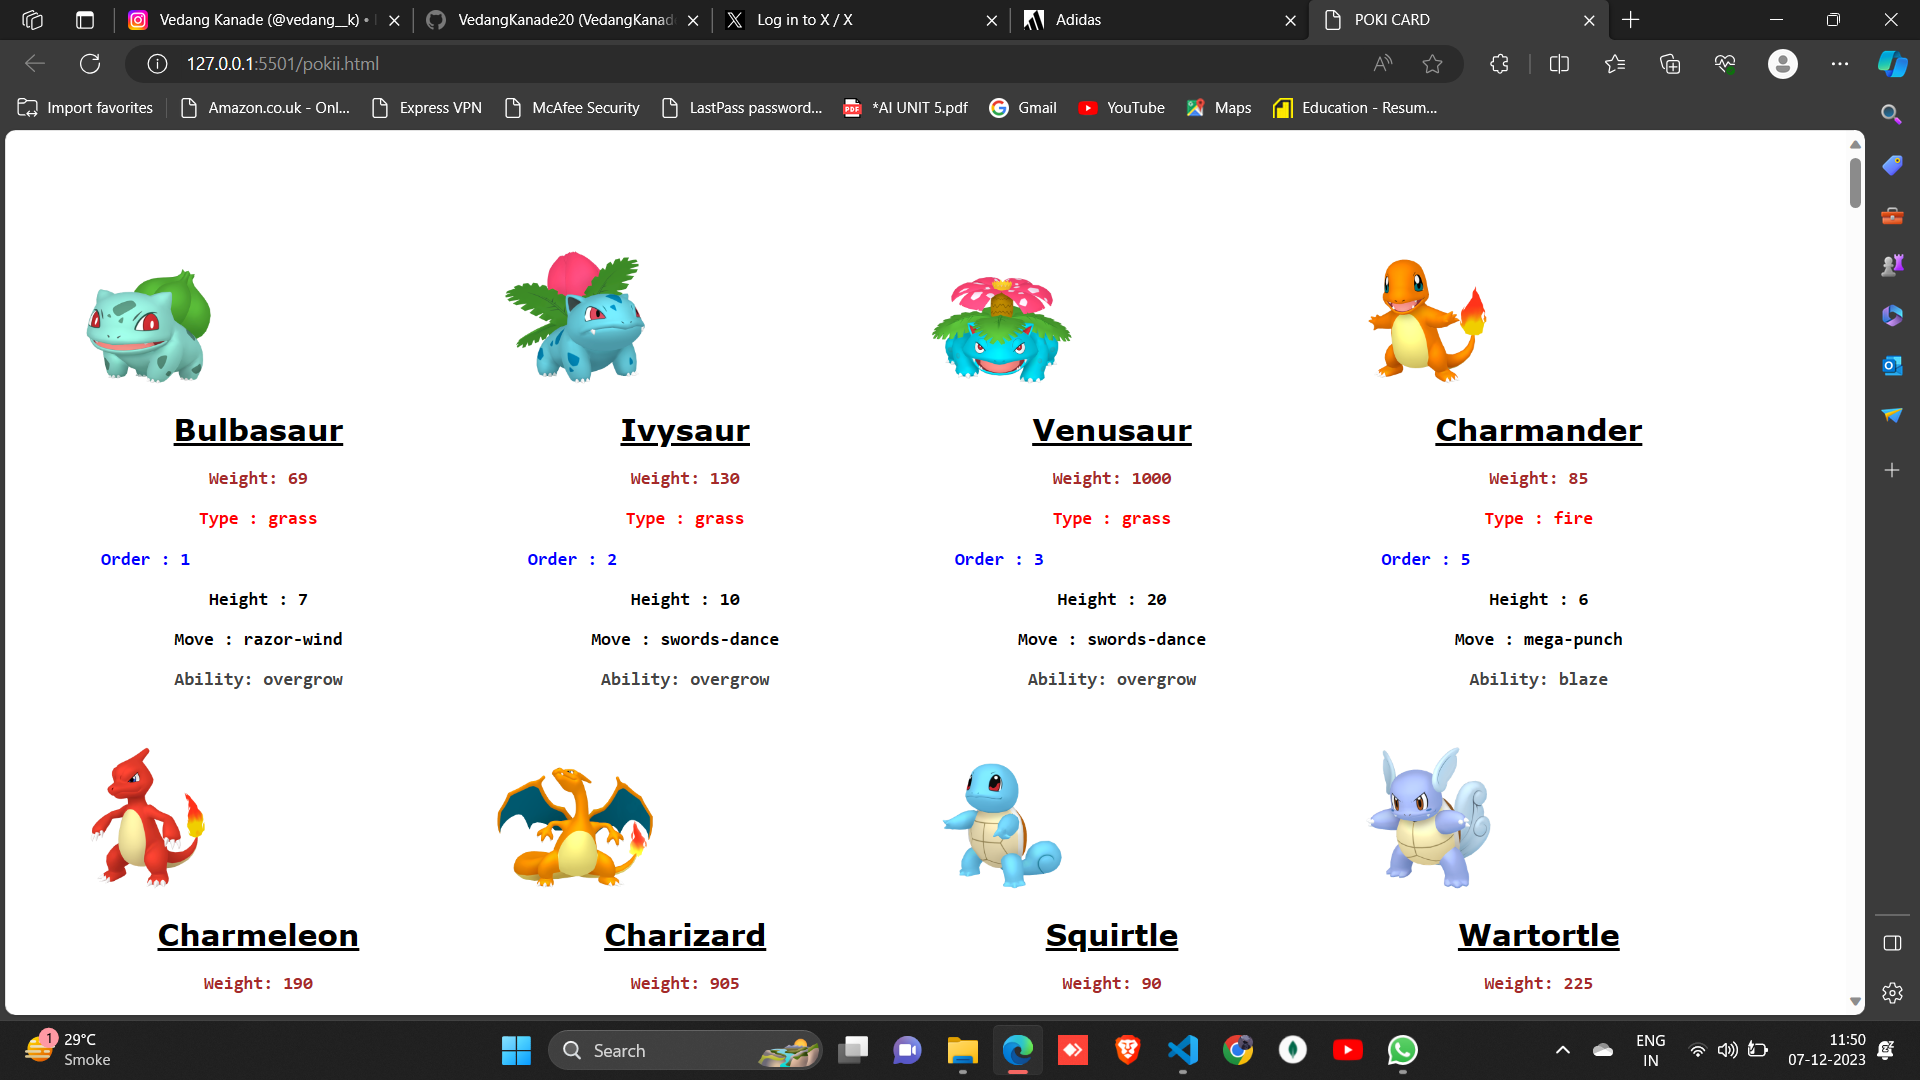 Vedang Kanade (@vedang__k) •
VedangKanade20 (VedangKanad
Log in to X / X
Adidas
POKI CARD
127.0.0.1:5501/pokii.html
Import favorites
Amazon.co.uk - Onl...
Express VPN
McAfee Security
LastPass password...
*AI UNIT 5.pdf
Gmail
YouTube
Maps
Education - Resum...
Bulbasaur
Weight: 69
Type : grass
Order : 1
Height : 7
Move : razor-wind
Ability: overgrow
Ivysaur
Weight: 130
Type : grass
Order : 2
Height : 10
Move : swords-dance
Ability: overgrow
Venusaur
Weight: 1000
Type : grass
Order : 3
Height : 20
Move : swords-dance
Ability: overgrow
Charmander
Weight: 85
Type : fire
Order : 5
Height : 6
Move : mega-punch
Ability: blaze
Charmeleon
Weight: 190
Charizard
Weight: 905
Squirtle
Weight: 90
Wartortle
Weight: 225
1
29°C
Smoke
Search
ENG
IN
11:50
07-12-2023